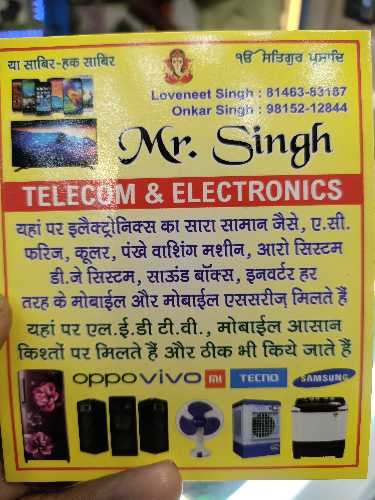 या साबिर-हक साबिर
ੴ ਸਤਿਗੁਰ ਪ੍ਰਸਾਦਿ
Loveneet Singh : 81463-83187
Onkar Singh : 98152-12844
Mr. Singh
TELECOM & ELECTRONICS
यहां पर इलैक्ट्रोनिक्स का सारा सामान जैसे, ए.सी.
फरिज, कूलर, पंखे वाशिंग मशीन, आरो सिस्टम
डी.जे सिस्टम, साऊंड बॉक्स, इनवर्टर हर
तरह के मोबाईल और मोबाईल एससरीज़ मिलते हैं
यहां पर एल.ई.डी टी.वी., मोबाईल आसान
किश्तों पर मिलते हैं और ठीक भी किये जाते हैं
oppo vivo mi TECNO SAMSUNG